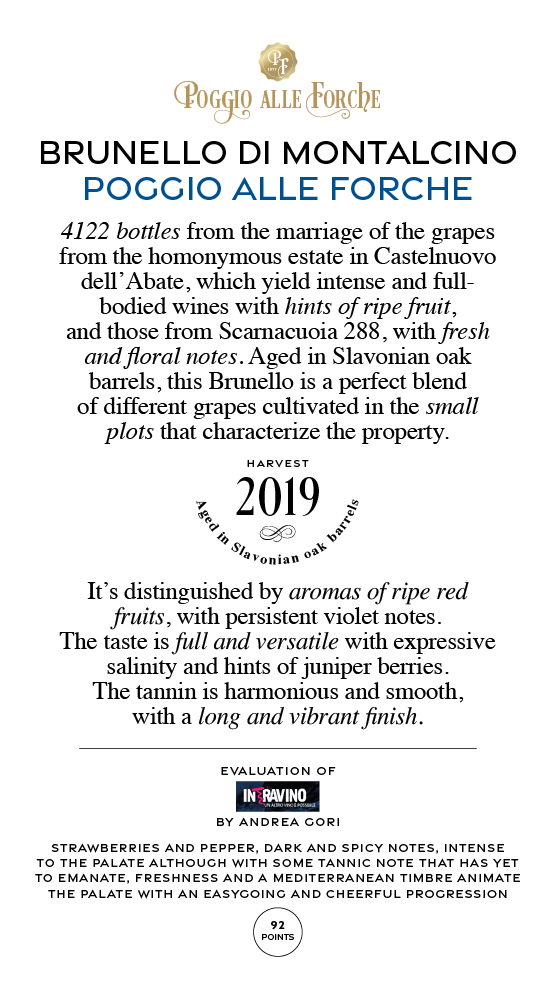 PF
1875
POGGIO ALLE FORCHE
BRUNELLO DI MONTALCINO
POGGIO ALLE FORCHE
4122 bottles from the marriage of the grapes
from the homonymous estate in Castelnuovo
dell’Abate, which yield intense and full-
bodied wines with hints of ripe fruit,
and those from Scarnacuoia 288, with fresh
and floral notes. Aged in Slavonian oak
barrels, this Brunello is a perfect blend
of different grapes cultivated in the small
plots that characterize the property.
HARVEST
2019
Aged in Slavonian oak barrels
It’s distinguished by aromas of ripe red
fruits, with persistent violet notes.
The taste is full and versatile with expressive
salinity and hints of juniper berries.
The tannin is harmonious and smooth,
with a long and vibrant finish.
EVALUATION OF
INTRAVINO
UN ALTRO VINO È POSSIBILE
BY ANDREA GORI
STRAWBERRIES AND PEPPER, DARK AND SPICY NOTES, INTENSE
TO THE PALATE ALTHOUGH WITH SOME TANNIC NOTE THAT HAS YET
TO EMANATE, FRESHNESS AND A MEDITERRANEAN TIMBRE ANIMATE
THE PALATE WITH AN EASYGOING AND CHEERFUL PROGRESSION
92
POINTS